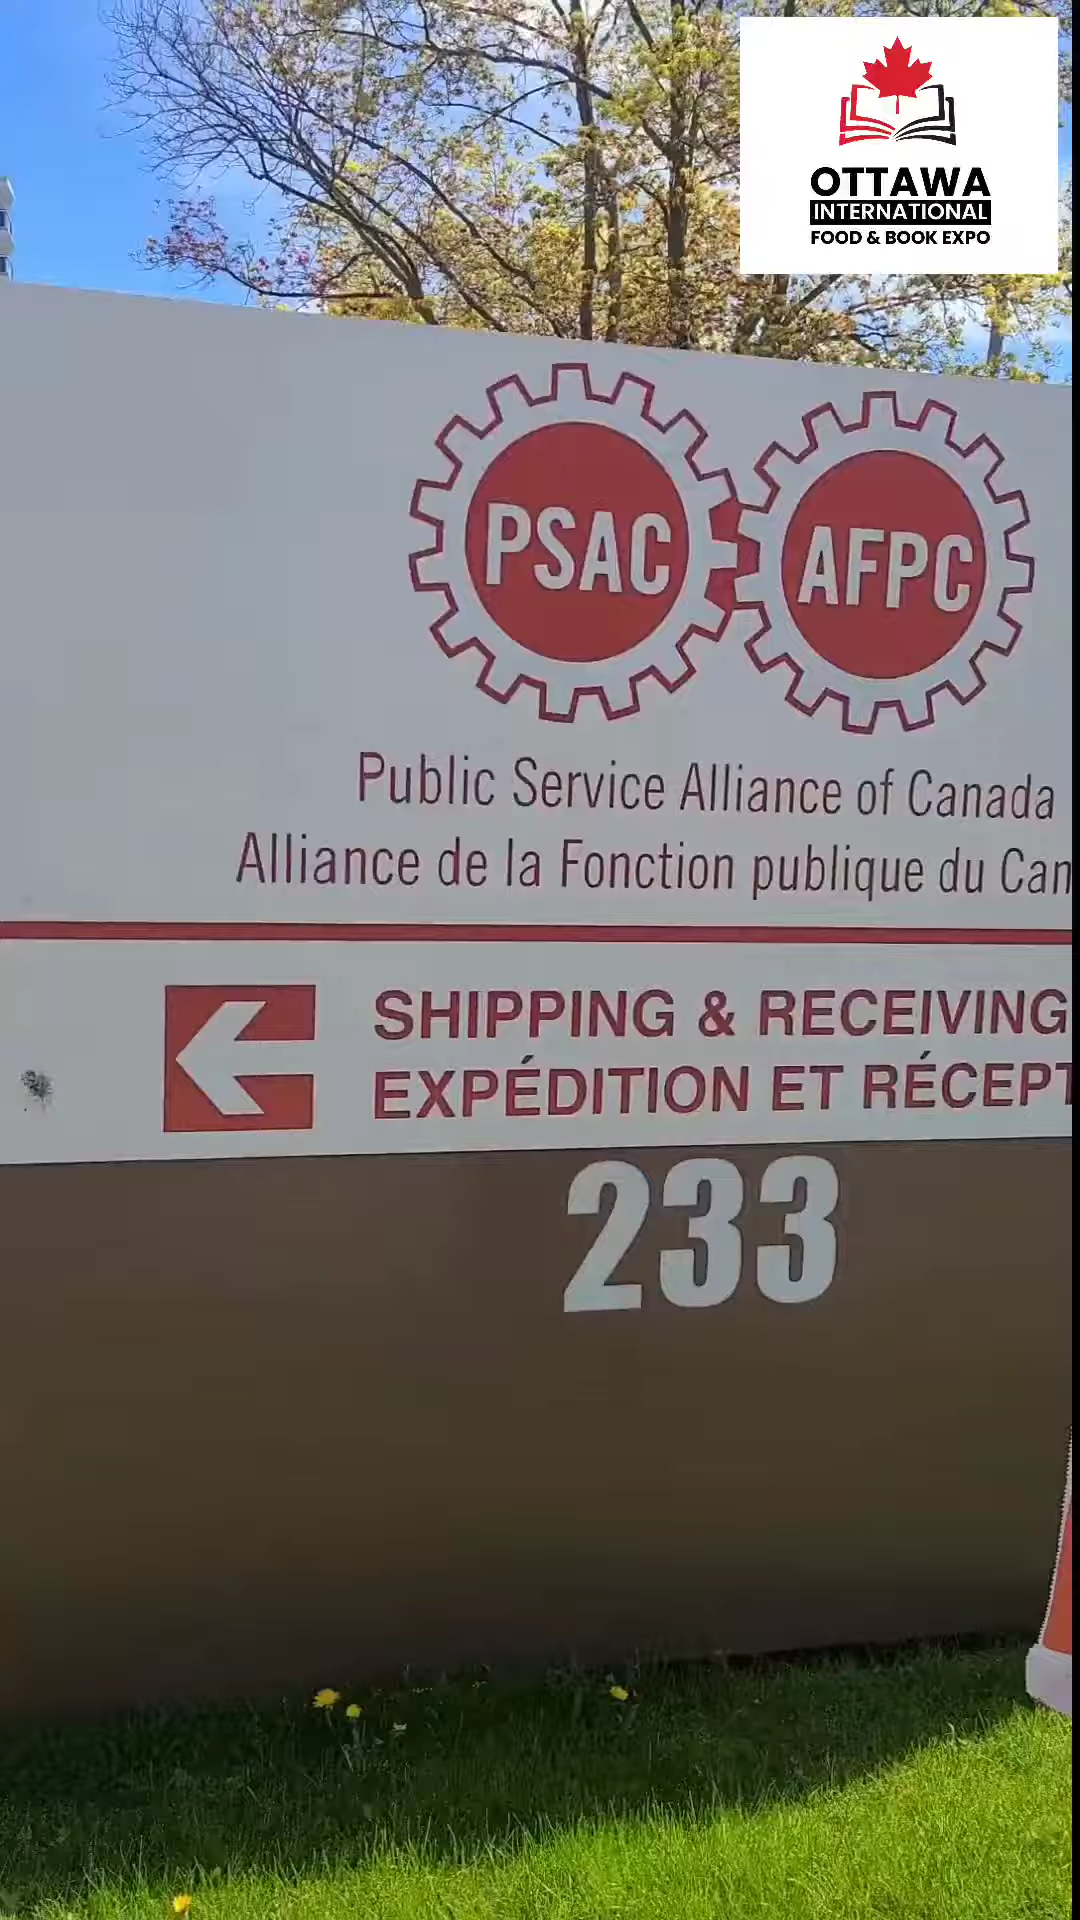 OTTAWA
INTERNATIONAL
FOOD & BOOK EXPO
PSAC AFPC
Public Service Alliance of Canada
Alliance de la Fonction publique du Can
SHIPPING & RECEIVING
EXPÉDITION ET RÉCEPT
233